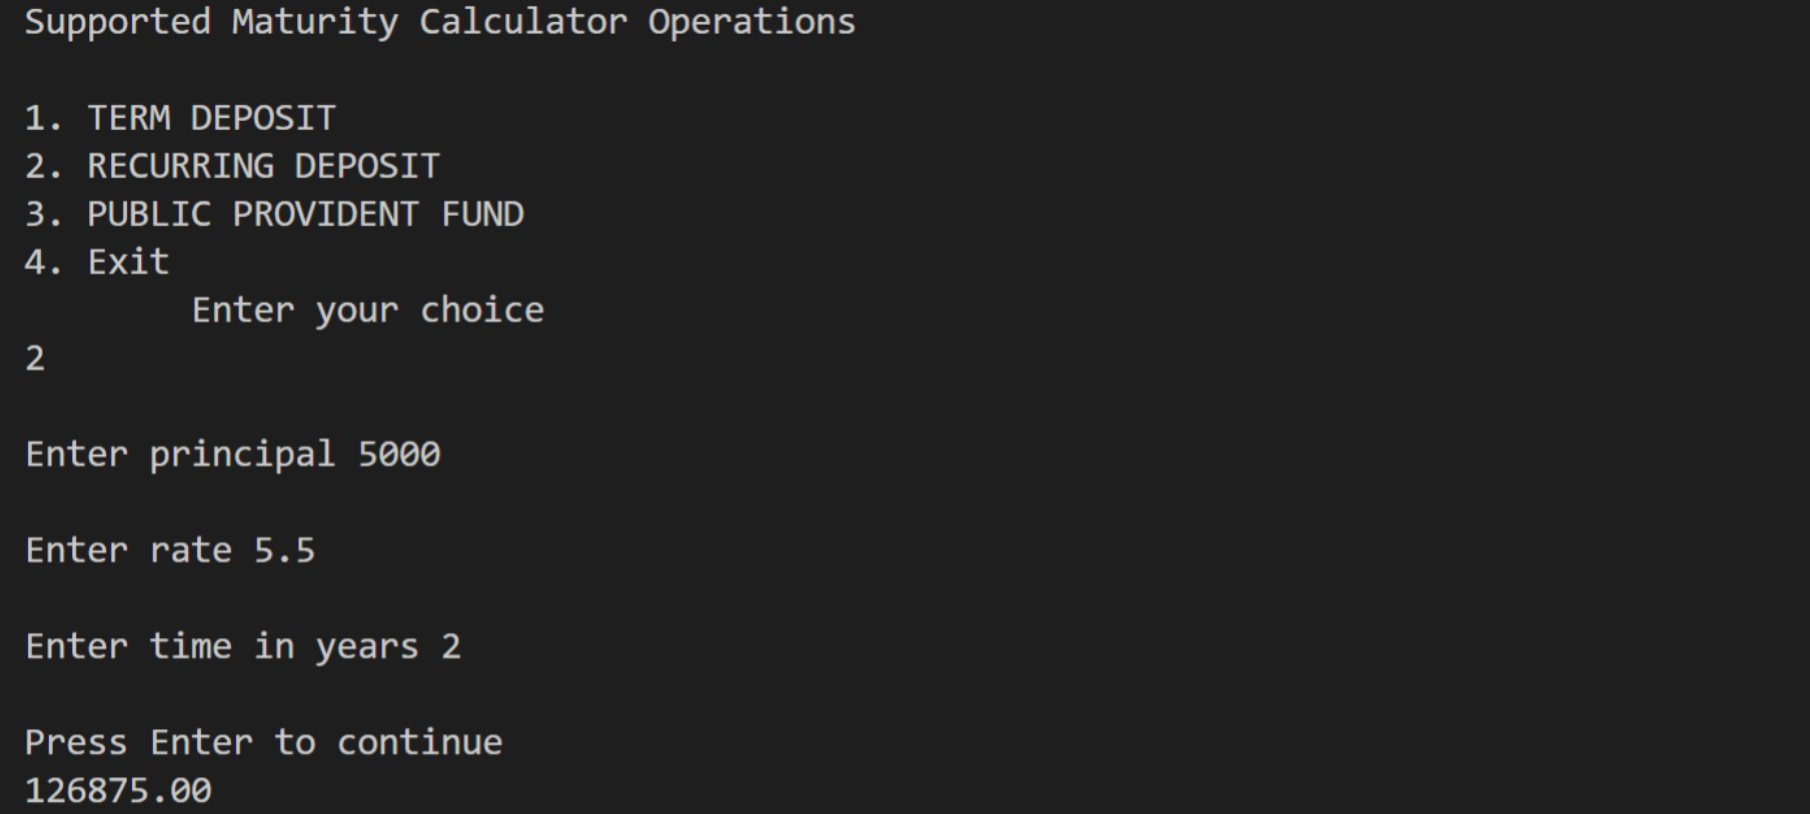 Supported Maturity Calculator Operations
1. TERM DEPOSIT
2. RECURRING DEPOSIT
3. PUBLIC PROVIDENT FUND
4. Exit
Enter your choice
2
Enter principal 5000
Enter rate 5.5
Enter time in years 2
Press Enter to continue
126875.00